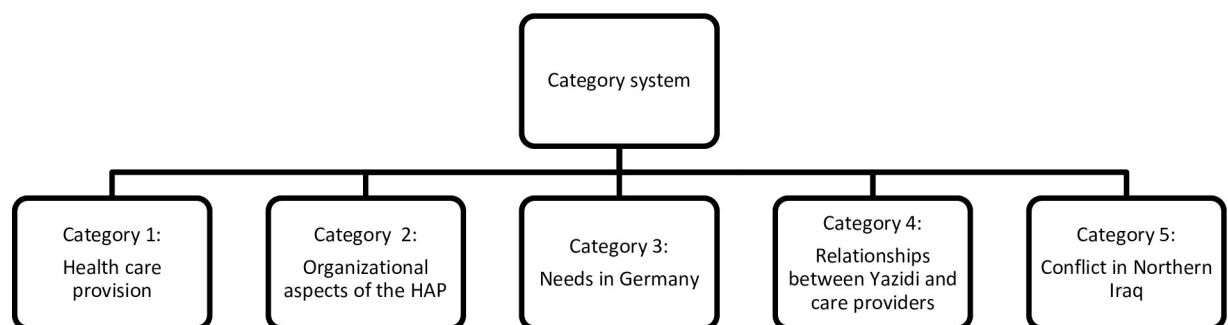 Category system
Category 1:
Health care
provision
Category 2:
Organizational
aspects of the HAP
Category 3:
Needs in Germany
Category 4:
Relationships
between Yazidi and
care providers
Category 5:
Conflict in Northern
Iraq